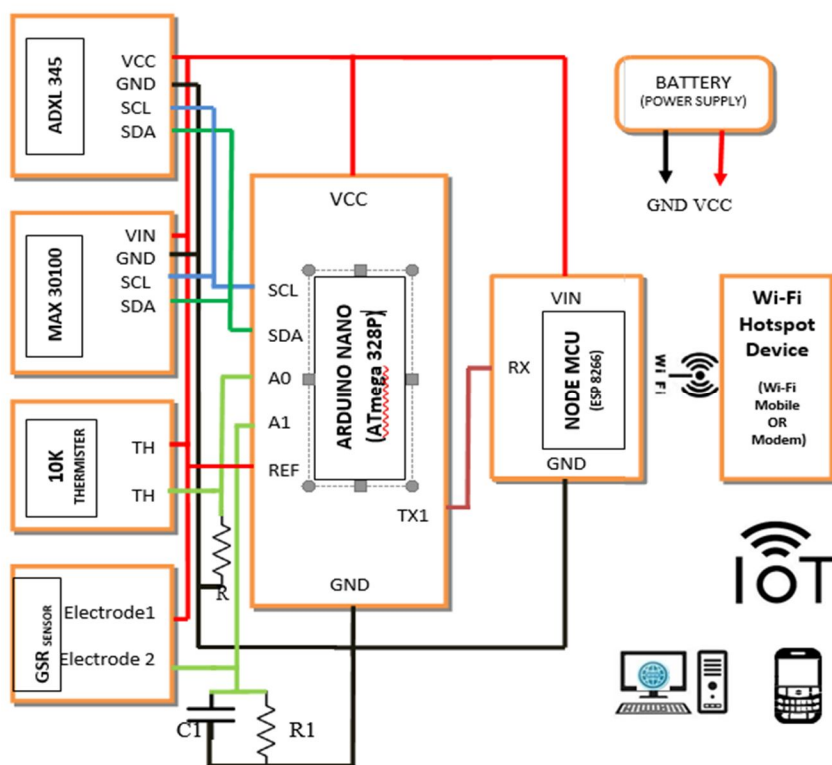 ADXL 345
VCC
GND
SCL
SDA
MAX 30100
VIN
GND
SCL
SDA
10K
THERMISTER
TH
TH
GSR SENSOR
Electrode1
Electrode 2
R
C1
R1
VCC
SCL
SDA
A0
A1
REF
TX1
GND
ARDUINO NANO
(ATmega 328P)
VIN
RX
NODE MCU
(ESP 8266)
GND
BATTERY
(POWER SUPPLY)
GND VCC
Wi Fi
Wi-Fi
Hotspot
Device
(Wi-Fi
Mobile
OR
Modem)
IoT